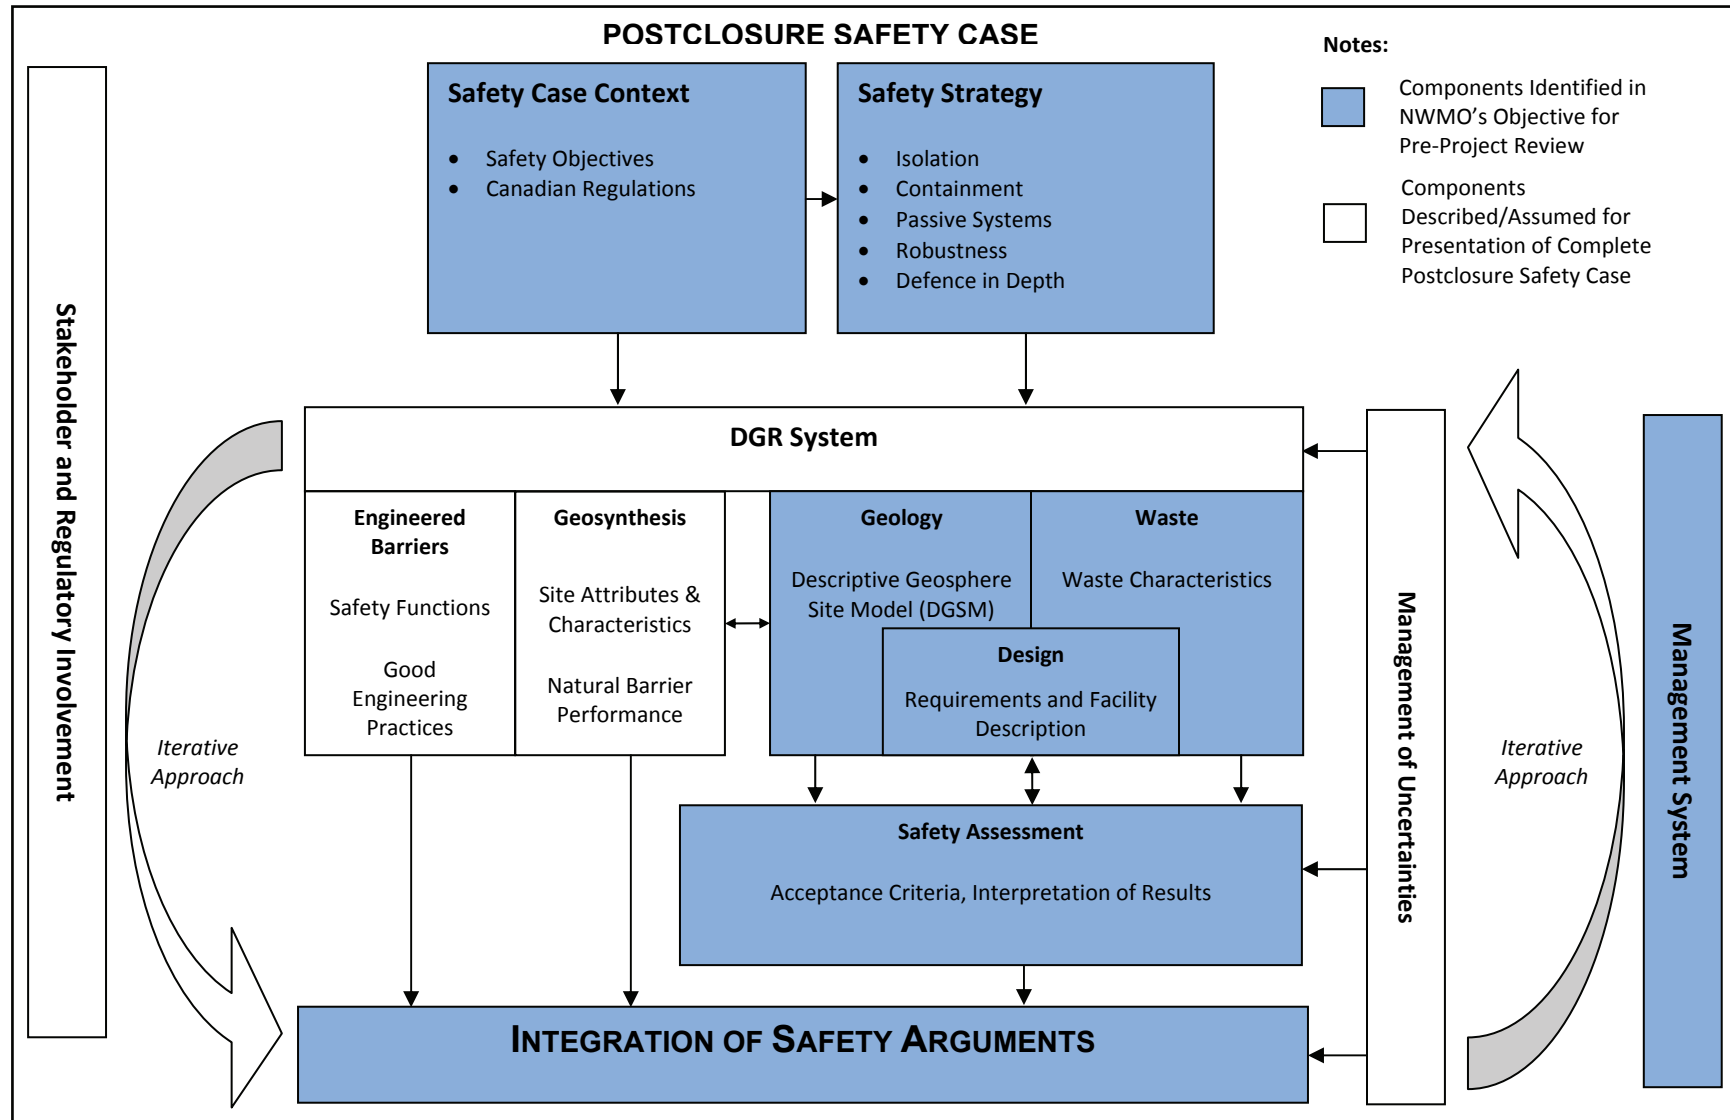 POSTCLOSURE SAFETY CASE
Notes:
Components Identified in
NWMO’s Objective for
Pre-Project Review
Components
Described/Assumed for
Presentation of Complete
Postclosure Safety Case
Safety Case Context
• Safety Objectives
• Canadian Regulations
Safety Strategy
• Isolation
• Containment
• Passive Systems
• Robustness
• Defence in Depth
Stakeholder and Regulatory Involvement
Iterative
Approach
DGR System
Engineered
Barriers
Safety Functions
Good
Engineering
Practices
Geosynthesis
Site Attributes &
Characteristics
Natural Barrier
Performance
Geology
Descriptive Geosphere
Site Model (DGSM)
Waste
Waste Characteristics
Design
Requirements and Facility
Description
Safety Assessment
Acceptance Criteria, Interpretation of Results
INTEGRATION OF SAFETY ARGUMENTS
Management of Uncertainties
Iterative
Approach
Management System